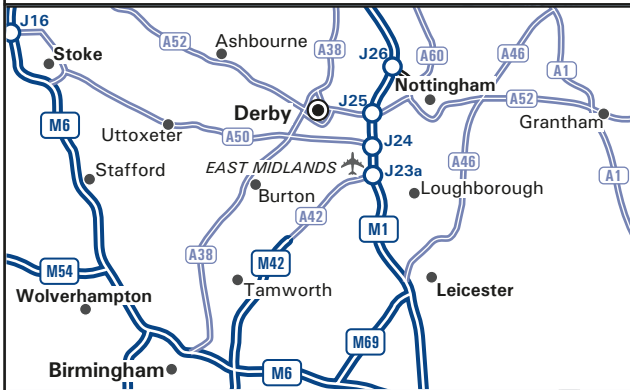 J16
A52
Ashbourne
A38
J26
A60
A46
A1
Stoke
Nottingham
Derby
J25
A52
M6
Grantham
Uttoxeter
A50
J24
Stafford
EAST MIDLANDS
J23a
A46
A1
Burton
Loughborough
A42
M1
A38
M54
M42
Wolverhampton
Tamworth
Leicester
M69
Birmingham
M6